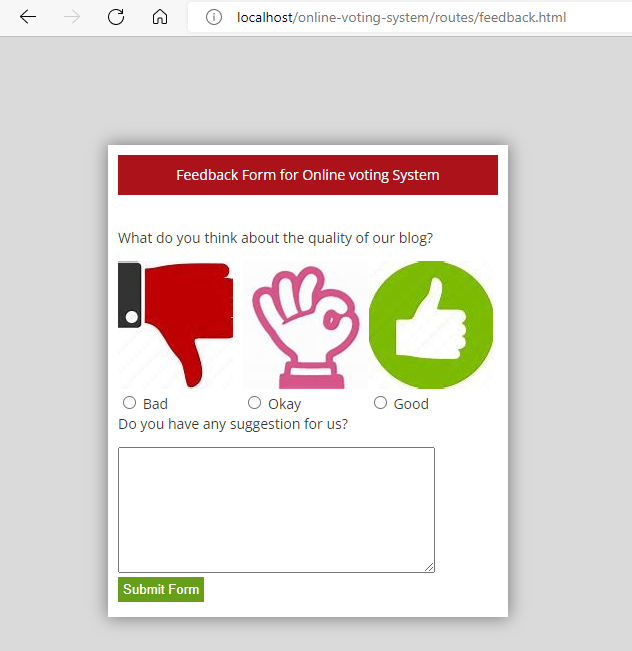 localhost/online-voting-system/routes/feedback.html
Feedback Form for Online voting System
What do you think about the quality of our blog?
Bad Okay Good
Do you have any suggestion for us?
Submit Form